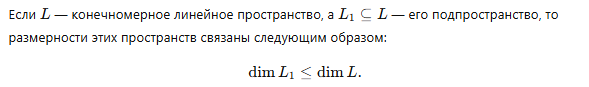 Если L — конечномерное линейное пространство, а L₁ ⊆ L — его подпространство, то
размерности этих пространств связаны следующим образом:
dim L₁ ≤ dim L.